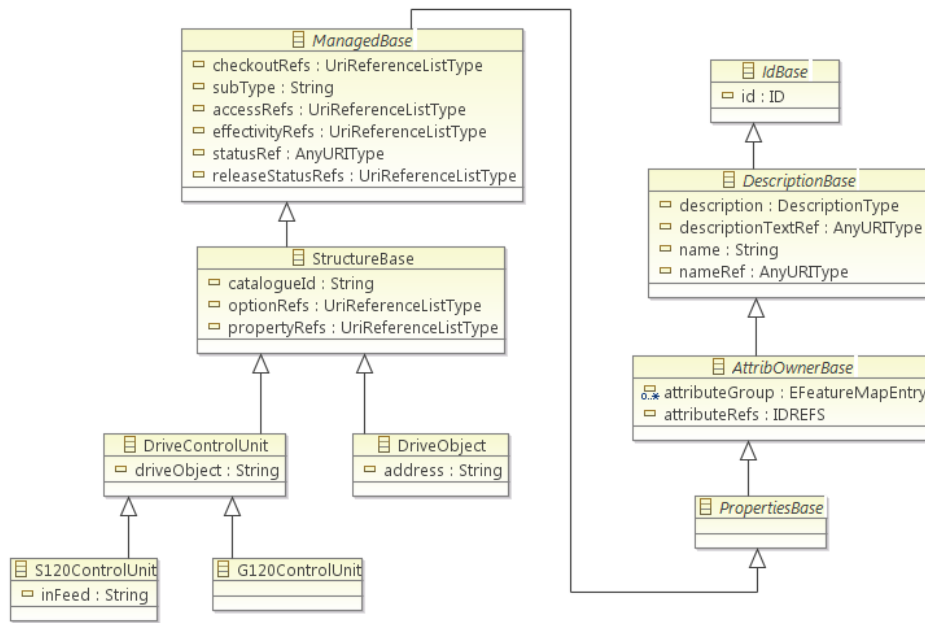 ManagedBase
checkoutRefs : UriReferenceListType
subType : String
accessRefs : UriReferenceListType
effectivityRefs : UriReferenceListType
statusRef : AnyURIType
releaseStatusRefs : UriReferenceListType
StructureBase
catalogueId : String
optionRefs : UriReferenceListType
propertyRefs : UriReferenceListType
DriveControlUnit
driveObject : String
DriveObject
address : String
S120ControlUnit
inFeed : String
G120ControlUnit
IdBase
id : ID
DescriptionBase
description : DescriptionType
descriptionTextRef : AnyURIType
name : String
nameRef : AnyURIType
AttribOwnerBase
0..* attributeGroup : EFeatureMapEntry
attributeRefs : IDREFS
PropertiesBase